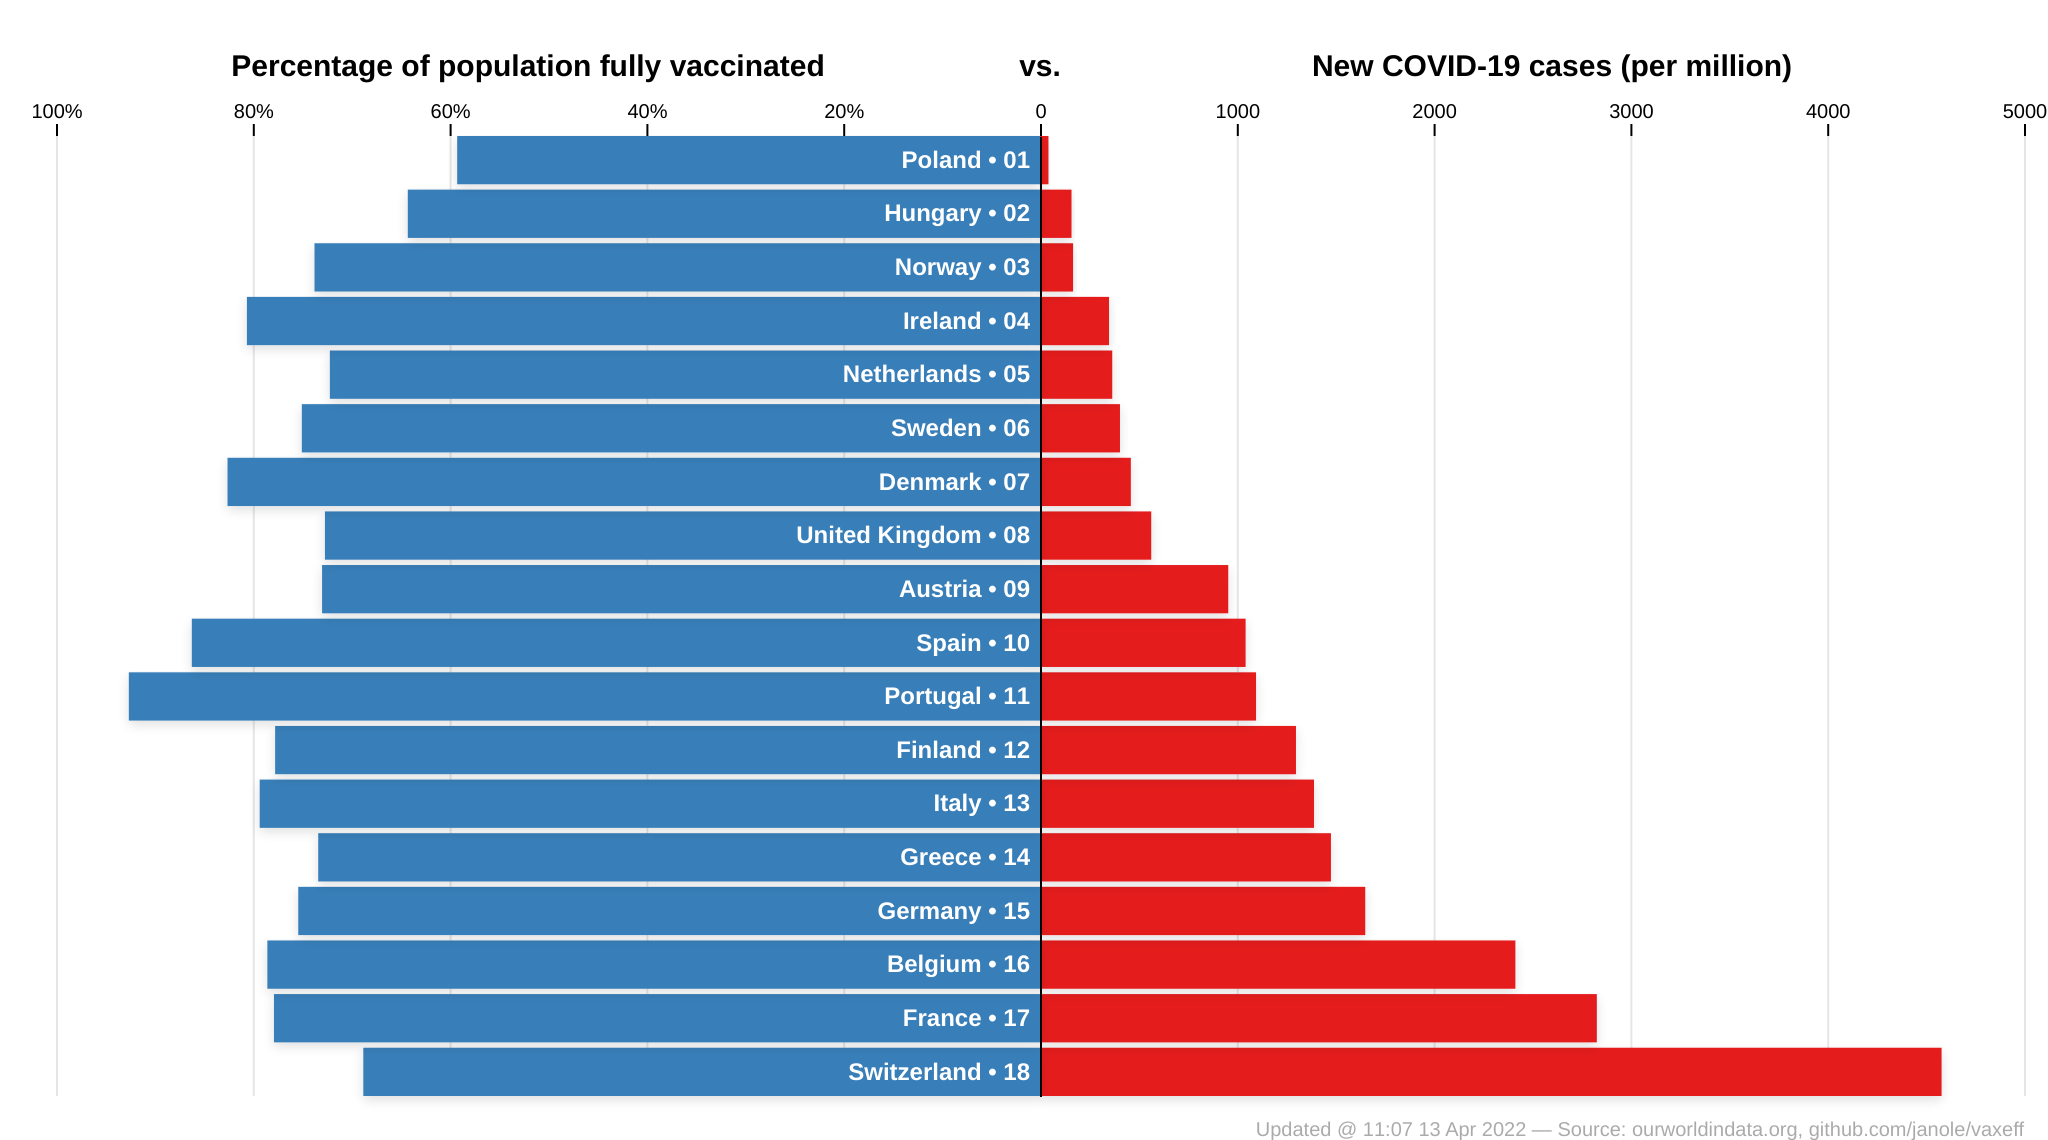 Percentage of population fully vaccinated vs. New COVID-19 cases (per million)
100% 80% 60% 40% 20% 0 1000 2000 3000 4000 5000
Poland • 01
Hungary • 02
Norway • 03
Ireland • 04
Netherlands • 05
Sweden • 06
Denmark • 07
United Kingdom • 08
Austria • 09
Spain • 10
Portugal • 11
Finland • 12
Italy • 13
Greece • 14
Germany • 15
Belgium • 16
France • 17
Switzerland • 18
Updated @ 11:07 13 Apr 2022 — Source: ourworldindata.org, github.com/janole/vaxeff